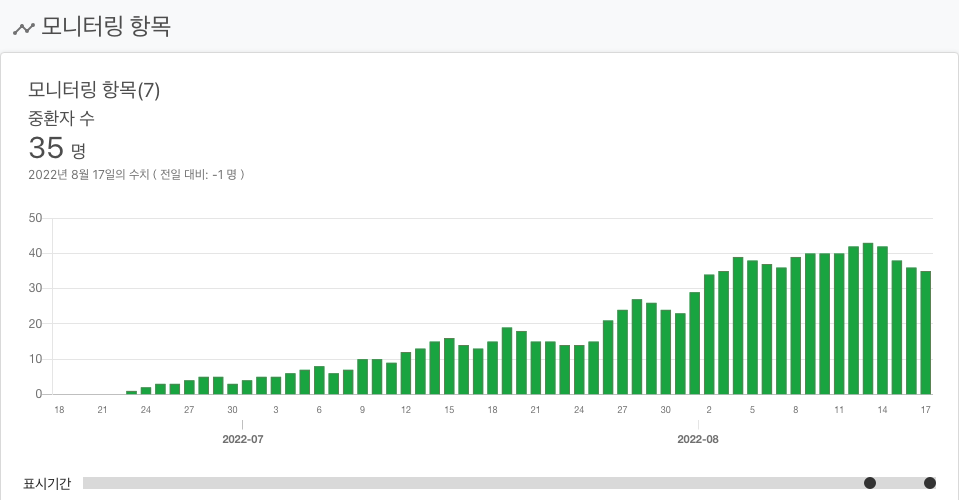 모니터링 항목
모니터링 항목(7)
중환자 수
35 명
2022년 8월 17일의 수치 ( 전일 대비: -1 명 )
50
40
30
20
10
0
18 21 24 27 30 3 6 9 12 15 18 21 24 27 30 2 5 8 11 14 17
2022-07 2022-08
표시기간